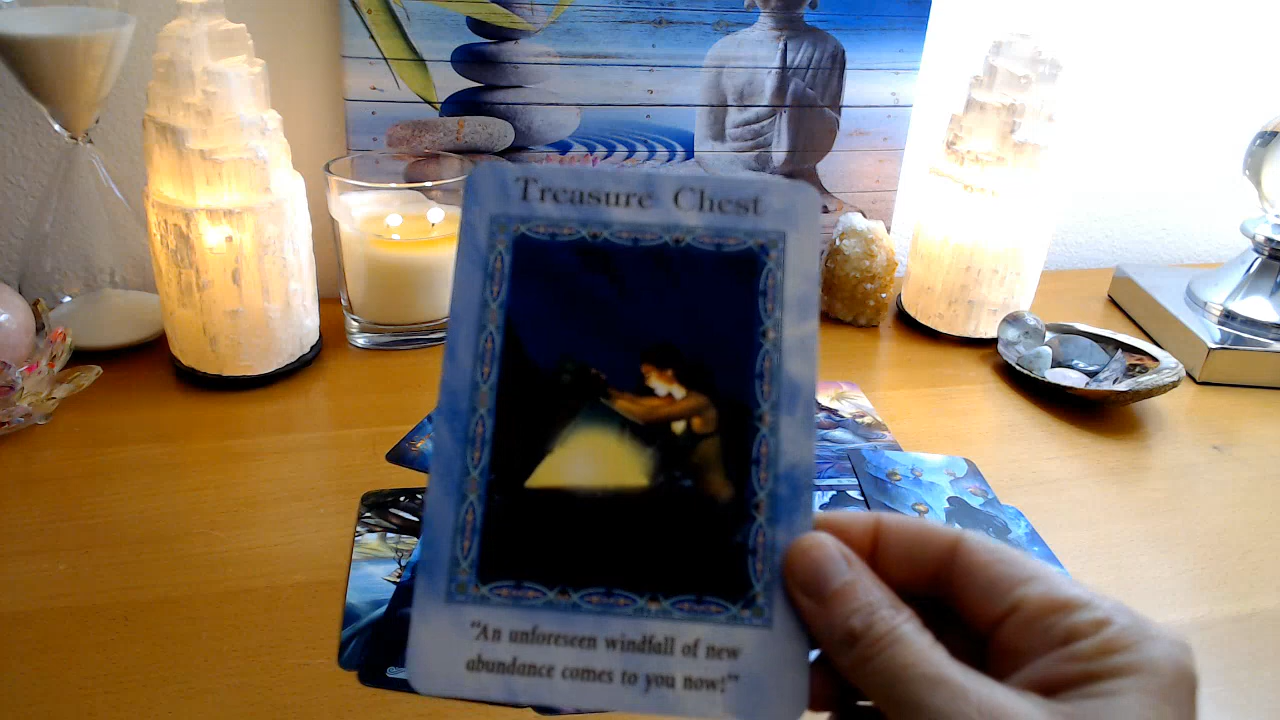 Treasure Chest
"An unforeseen windfall of new
abundance comes to you now!"